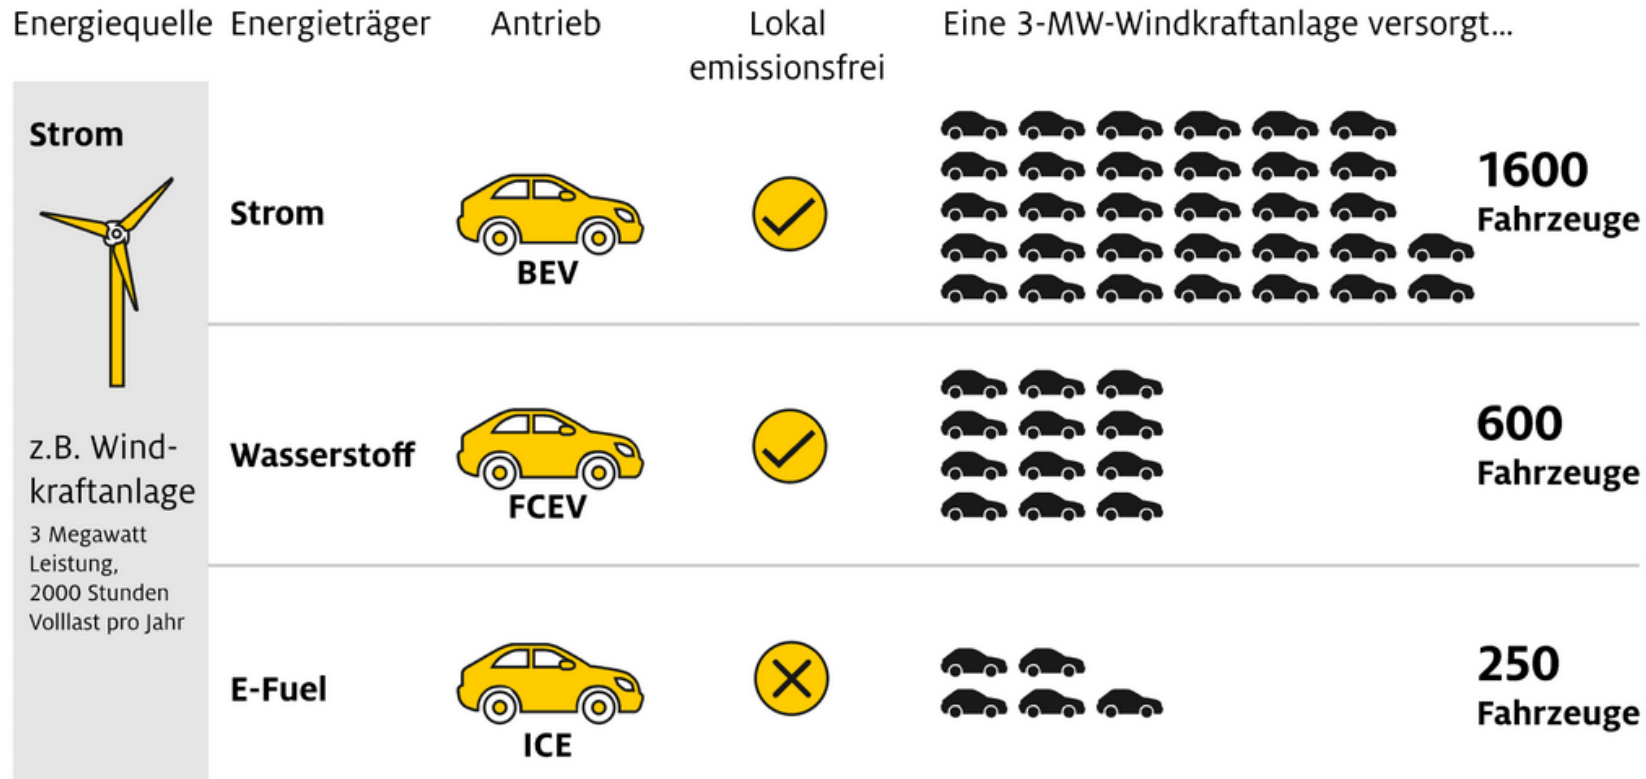 Energiequelle Energieträger Antrieb Lokal emissionsfrei Eine 3-MW-Windkraftanlage versorgt...
Strom
z.B. Wind-
kraftanlage
3 Megawatt
Leistung,
2000 Stunden
Volllast pro Jahr
Strom
BEV
1600
Fahrzeuge
Wasserstoff
FCEV
600
Fahrzeuge
E-Fuel
ICE
250
Fahrzeuge